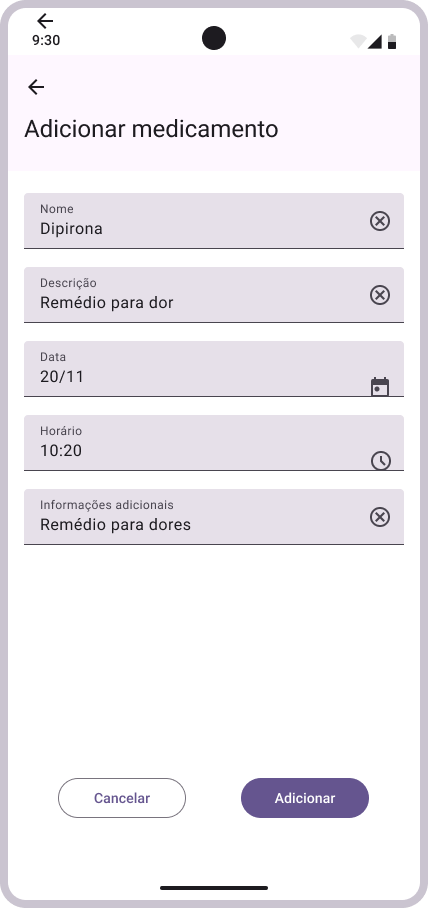 9:30
Adicionar medicamento
Nome
Dipirona
Descrição
Remédio para dor
Data
20/11
Horário
10:20
Informações adicionais
Remédio para dores
Cancelar
Adicionar